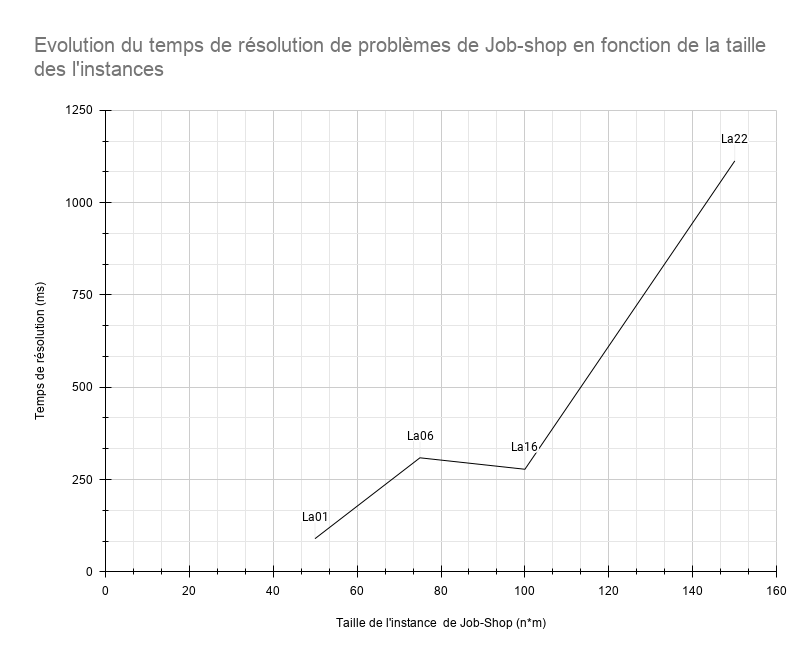 Evolution du temps de résolution de problèmes de Job-shop en fonction de la taille
des l'instances
1250
La22
1000
750
Temps de résolution (ms)
500
La06
La16
250
La01
0
0 20 40 60 80 100 120 140 160
Taille de l'instance  de Job-Shop (n*m)